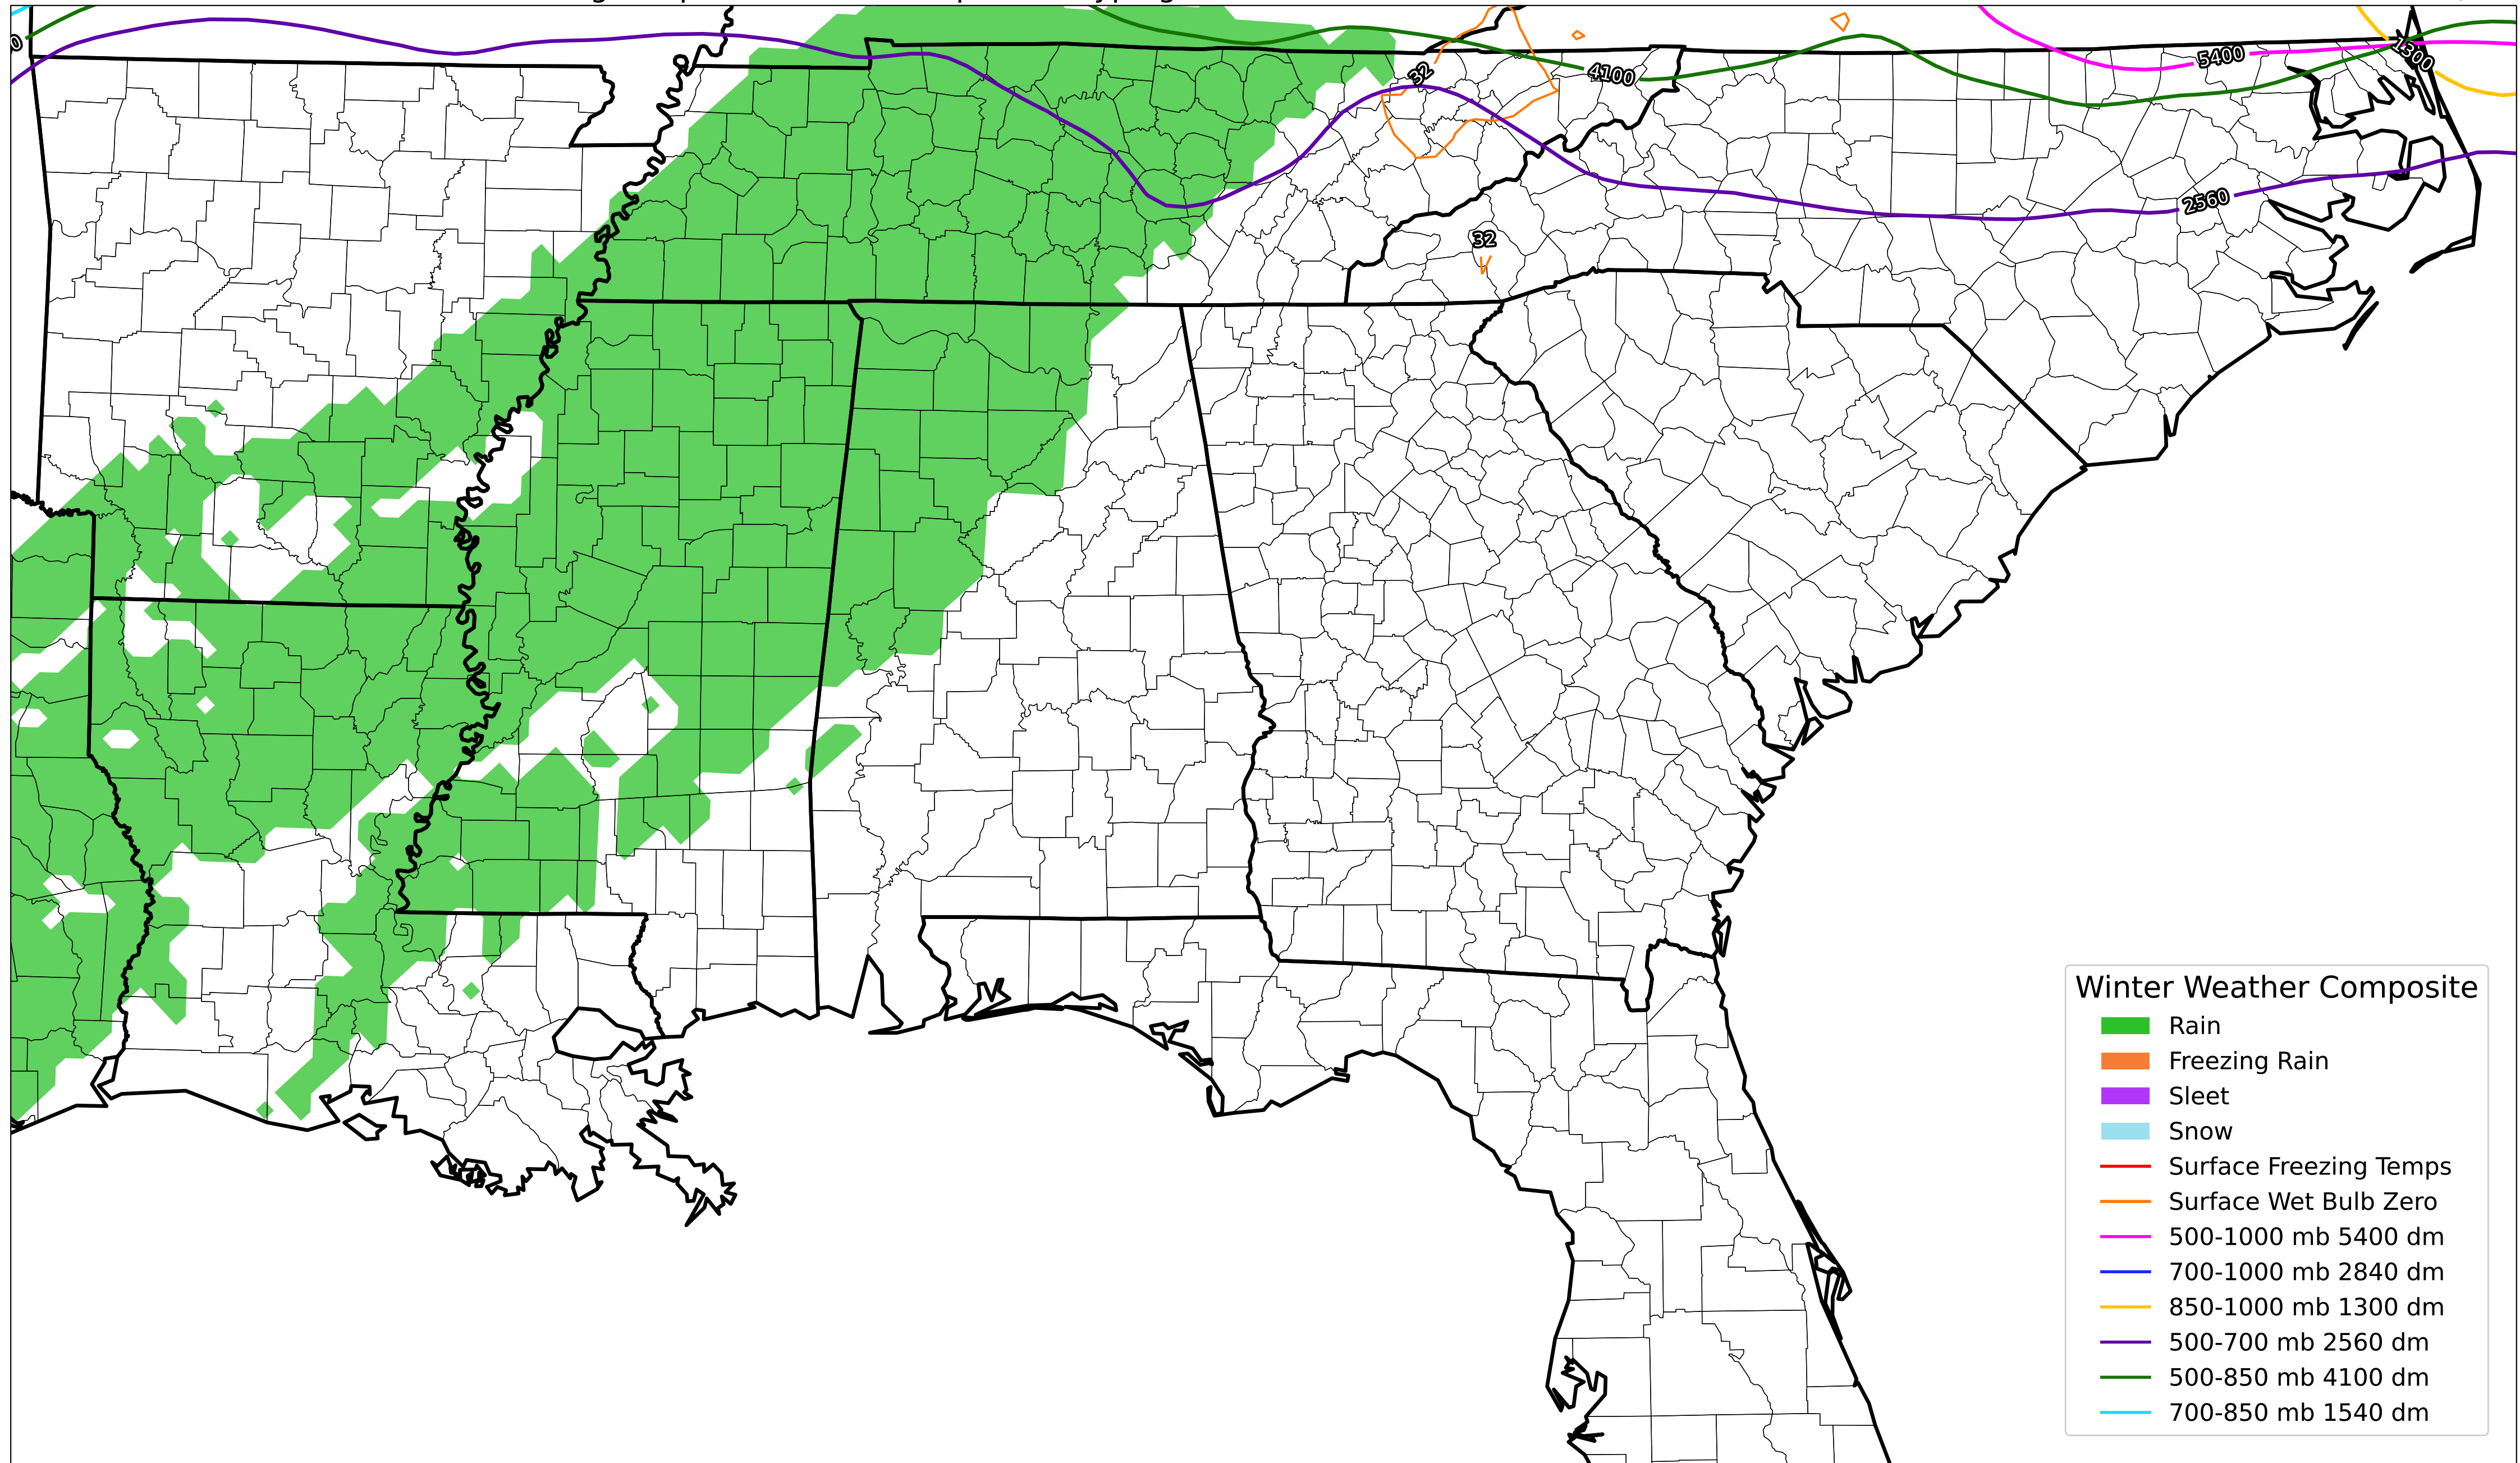 32
4100
5400
1300
2560
32
Winter Weather Composite
Rain
Freezing Rain
Sleet
Snow
Surface Freezing Temps
Surface Wet Bulb Zero
500-1000 mb 5400 dm
700-1000 mb 2840 dm
850-1000 mb 1300 dm
500-700 mb 2560 dm
500-850 mb 4100 dm
700-850 mb 1540 dm